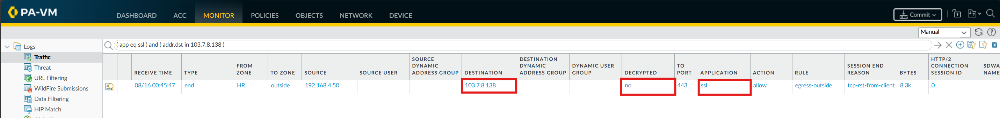 PA-VM
DASHBOARD ACC MONITOR POLICIES OBJECTS NETWORK DEVICE
Commit
Manual
Logs
Traffic
Threat
URL Filtering
WildFire Submissions
Data Filtering
HIP Match
( app eq ssl ) and ( addr.dst in 103.7.8.138 )
RECEIVE TIME TYPE FROM ZONE TO ZONE SOURCE SOURCE USER SOURCE DYNAMIC ADDRESS GROUP DESTINATION DESTINATION DYNAMIC ADDRESS GROUP DYNAMIC USER GROUP DECRYPTED TO PORT APPLICATION ACTION RULE SESSION END REASON BYTES HTTP/2 CONNECTION SESSION ID SDWA NAME
08/16 00:45:47 end HR outside 192.168.4.50 103.7.8.138 no 443 ssl allow egress-outside tcp-rst-from-client 8.3k 0